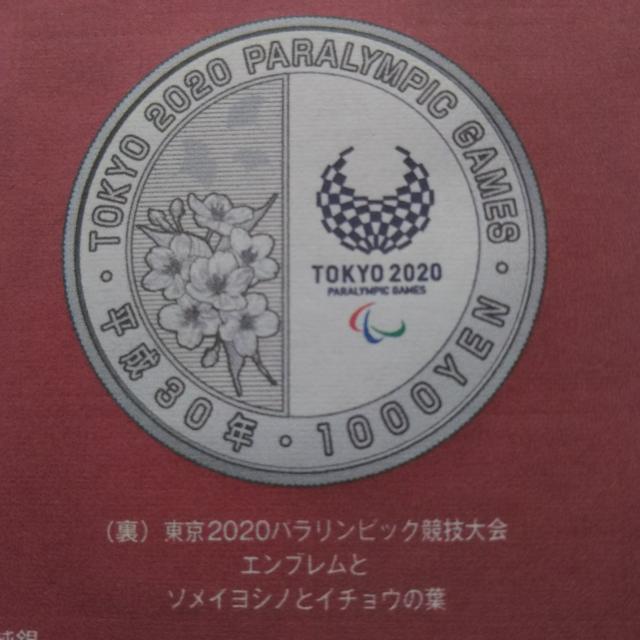 TOKYO 2020 PARALYMPIC GAMES
TOKYO 2020
PARALYMPIC GAMES
平成30年・1000YEN
(裏) 東京2020パラリンピック競技大会
エンブレムと
ソメイヨシノとイチョウの葉